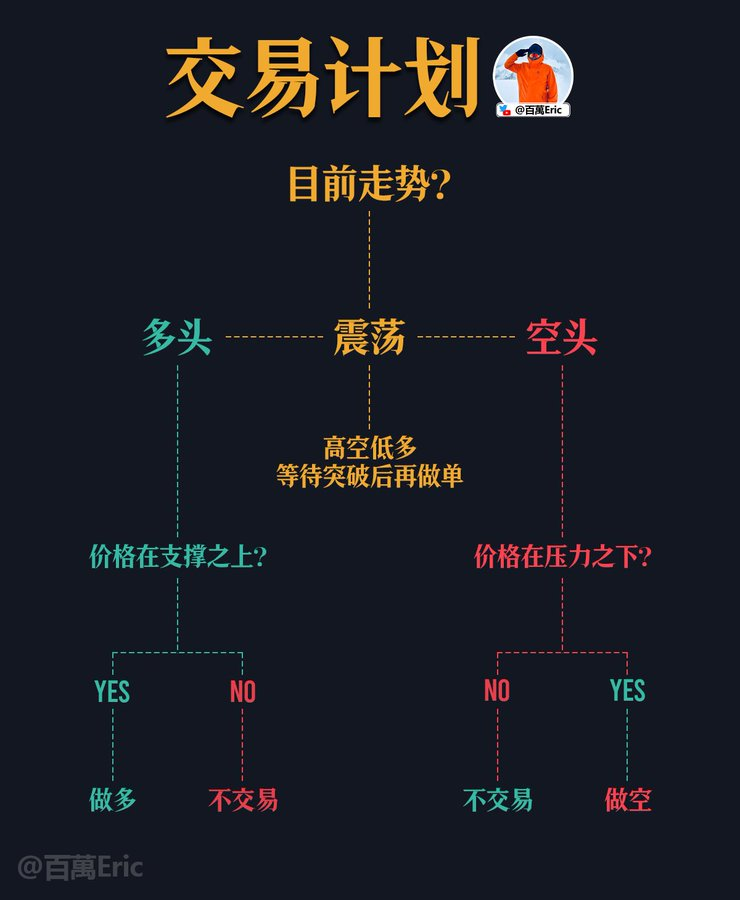 交易计划
@百萬Eric
目前走势?
多头
震荡
空头
高空低多
等待突破后再做单
价格在支撑之上?
价格在压力之下?
YES
NO
NO
YES
做多
不交易
不交易
做空
@百萬Eric